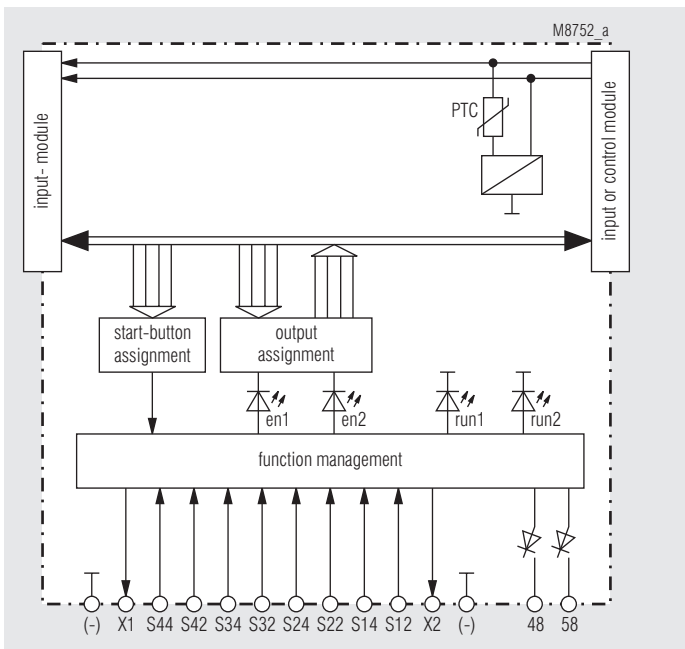 M8752_a
input- module
PTC
input or control module
start-button
assignment
output
assignment
en1
en2
run1
run2
function management
(-) X1 S44 S42 S34 S32 S24 S22 S14 S12 X2 (-) 48 58